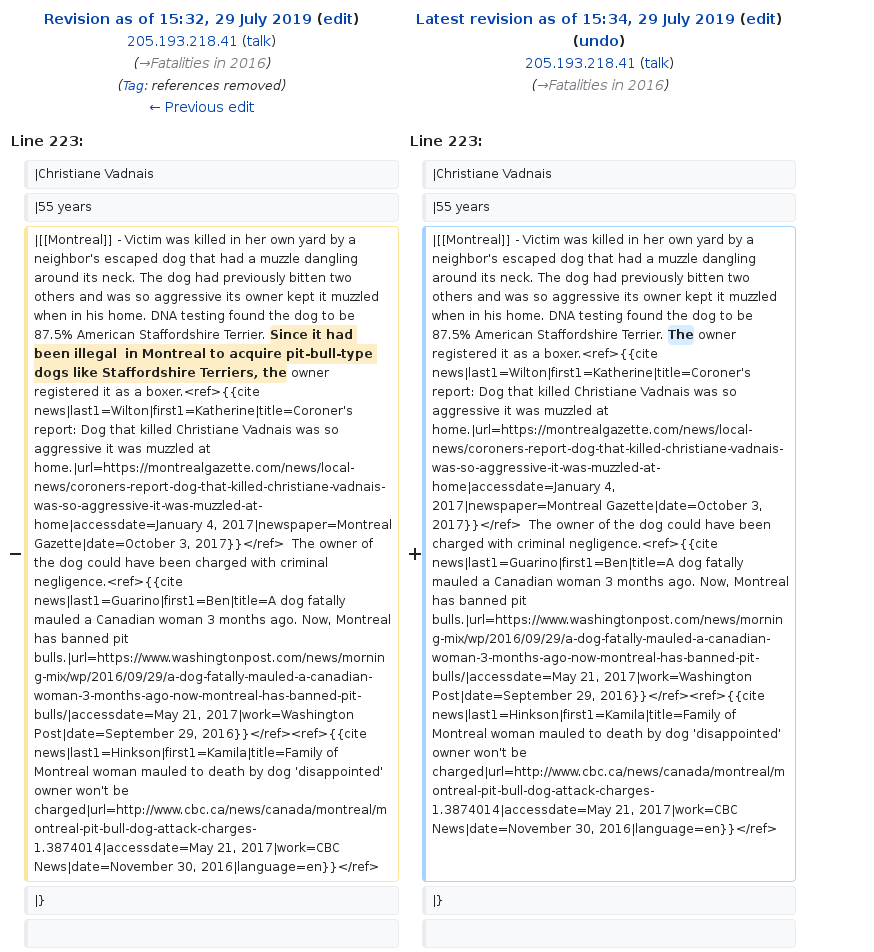 Revision as of 15:32, 29 July 2019 (edit)
205.193.218.41 (talk)
(→Fatalities in 2016)
(Tag: references removed)
← Previous edit
Latest revision as of 15:34, 29 July 2019 (edit)
(undo)
205.193.218.41 (talk)
(→Fatalities in 2016)
Line 223:
Line 223:
|Christiane Vadnais
|Christiane Vadnais
|55 years
|55 years
−
|[[Montreal]] - Victim was killed in her own yard by a
neighbor's escaped dog that had a muzzle dangling
around its neck. The dog had previously bitten two
others and was so aggressive its owner kept it muzzled
when in his home. DNA testing found the dog to be
87.5% American Staffordshire Terrier. Since it had
been illegal  in Montreal to acquire pit-bull-type
dogs like Staffordshire Terriers, the owner
registered it as a boxer.<ref>{{cite
news|last1=Wilton|first1=Katherine|title=Coroner's
report: Dog that killed Christiane Vadnais was so
aggressive it was muzzled at
home.|url=https://montrealgazette.com/news/local-
news/coroners-report-dog-that-killed-christiane-vadnais-
was-so-aggressive-it-was-muzzled-at-
home|accessdate=January 4, 2017|newspaper=Montreal
Gazette|date=October 3, 2017}}</ref>  The owner of
the dog could have been charged with criminal
negligence.<ref>{{cite
news|last1=Guarino|first1=Ben|title=A dog fatally
mauled a Canadian woman 3 months ago. Now, Montreal
has banned pit
bulls.|url=https://www.washingtonpost.com/news/mornin
g-mix/wp/2016/09/29/a-dog-fatally-mauled-a-canadian-
woman-3-months-ago-now-montreal-has-banned-pit-
bulls/|accessdate=May 21, 2017|work=Washington
Post|date=September 29, 2016}}</ref><ref>{{cite
news|last1=Hinkson|first1=Kamila|title=Family of
Montreal woman mauled to death by dog 'disappointed'
owner won't be
charged|url=http://www.cbc.ca/news/canada/montreal/m
ontreal-pit-bull-dog-attack-charges-
1.3874014|accessdate=May 21, 2017|work=CBC
News|date=November 30, 2016|language=en}}</ref>
+
|[[Montreal]] - Victim was killed in her own yard by a
neighbor's escaped dog that had a muzzle dangling
around its neck. The dog had previously bitten two
others and was so aggressive its owner kept it muzzled
when in his home. DNA testing found the dog to be
87.5% American Staffordshire Terrier. The owner
registered it as a boxer.<ref>{{cite
news|last1=Wilton|first1=Katherine|title=Coroner's
report: Dog that killed Christiane Vadnais was so
aggressive it was muzzled at
home.|url=https://montrealgazette.com/news/local-
news/coroners-report-dog-that-killed-christiane-vadnais-
was-so-aggressive-it-was-muzzled-at-
home|accessdate=January 4,
2017|newspaper=Montreal Gazette|date=October 3,
2017}}</ref>  The owner of the dog could have been
charged with criminal negligence.<ref>{{cite
news|last1=Guarino|first1=Ben|title=A dog fatally
mauled a Canadian woman 3 months ago. Now, Montreal
has banned pit
bulls.|url=https://www.washingtonpost.com/news/mornin
g-mix/wp/2016/09/29/a-dog-fatally-mauled-a-canadian-
woman-3-months-ago-now-montreal-has-banned-pit-
bulls/|accessdate=May 21, 2017|work=Washington
Post|date=September 29, 2016}}</ref><ref>{{cite
news|last1=Hinkson|first1=Kamila|title=Family of
Montreal woman mauled to death by dog 'disappointed'
owner won't be
charged|url=http://www.cbc.ca/news/canada/montreal/m
ontreal-pit-bull-dog-attack-charges-
1.3874014|accessdate=May 21, 2017|work=CBC
News|date=November 30, 2016|language=en}}</ref>
|}
|}